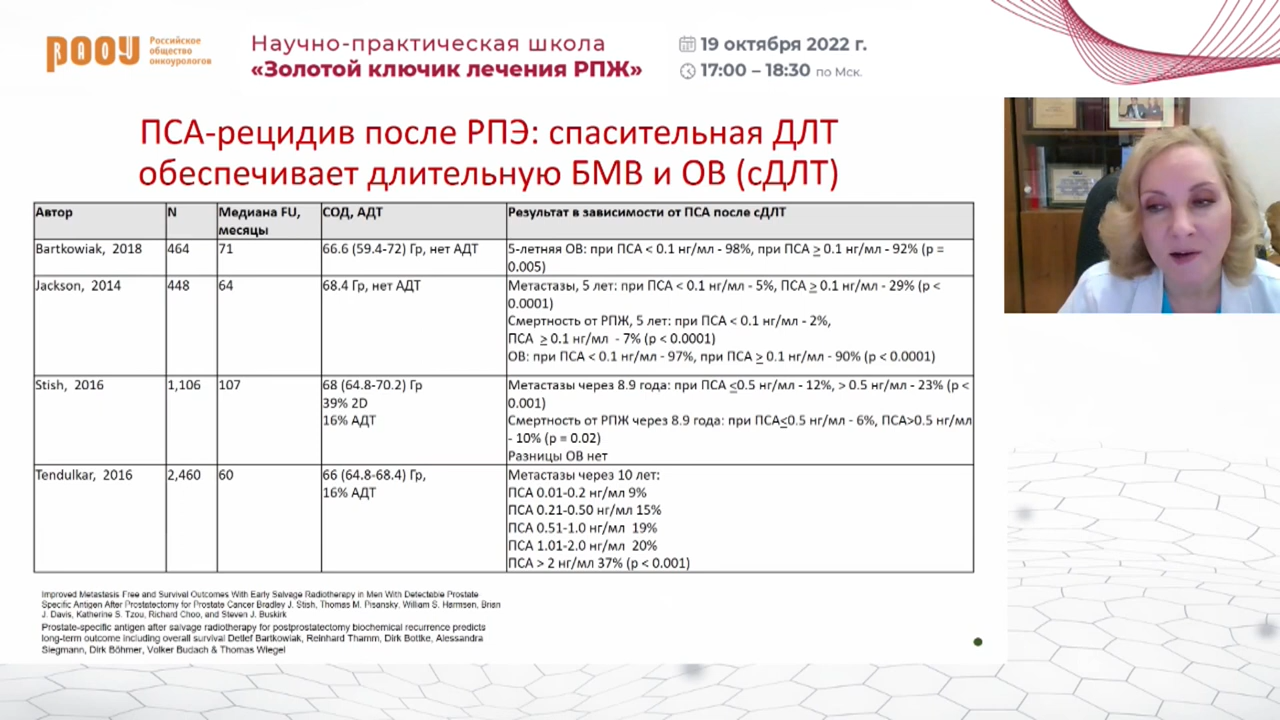 РАОУ
Российское
общество
онкоурологов
Научно-практическая школа
«Золотой ключик лечения РПЖ»
19 октября 2022 г.
17:00 – 18:30 по Мск.
ПСА-рецидив после РПЭ: спасительная ДЛТ
обеспечивает длительную БМВ и ОВ (сДЛТ)
Автор
N
Медиана FU,
месяцы
СОД, АДТ
Результат в зависимости от ПСА после сДЛТ
Bartkowiak, 2018
464
71
66.6 (59.4-72) Гр, нет АДТ
5-летняя ОВ: при ПСА < 0.1 нг/мл - 98%, при ПСА ≥ 0.1 нг/мл - 92% (p =
0.005)
Jackson, 2014
448
64
68.4 Гр, нет АДТ
Метастазы, 5 лет: при ПСА < 0.1 нг/мл - 5%, ПСА ≥ 0.1 нг/мл - 29% (p <
0.0001)
Смертность от РПЖ, 5 лет: при ПСА < 0.1 нг/мл - 2%,
ПСА ≥ 0.1 нг/мл - 7% (p < 0.0001)
ОВ: при ПСА < 0.1 нг/мл - 97%, при ПСА ≥ 0.1 нг/мл - 90% (p < 0.0001)
Stish, 2016
1,106
107
68 (64.8-70.2) Гр
39% 2D
16% АДТ
Метастазы через 8.9 года: при ПСА ≤0.5 нг/мл - 12%, > 0.5 нг/мл - 23% (p <
0.001)
Смертность от РПЖ через 8.9 года: при ПСА≤0.5 нг/мл - 6%, ПСА>0.5 нг/мл
- 10% (p = 0.02)
Разницы ОВ нет
Tendulkar, 2016
2,460
60
66 (64.8-68.4) Гр,
16% АДТ
Метастазы через 10 лет:
ПСА 0.01-0.2 нг/мл 9%
ПСА 0.21-0.50 нг/мл 15%
ПСА 0.51-1.0 нг/мл 19%
ПСА 1.01-2.0 нг/мл 20%
ПСА > 2 нг/мл 37% (p < 0.001)
Improved Metastasis Free and Survival Outcomes With Early Salvage Radiotherapy in Men With Detectable Prostate
Specific Antigen After Prostatectomy for Prostate Cancer Bradley J. Stish, Thomas M. Pisansky, William S. Harmsen, Brian
J. Davis, Katherine S. Tzou, Richard Choo, and Steven J. Buskirk
Prostate-specific antigen after salvage radiotherapy for postprostatectomy biochemical recurrence predicts
long-term outcome including overall survival Detlef Bartkowiak, Reinhard Thamm, Dirk Bottke, Alessandra
Siegmann, Dirk Böhmer, Volker Budach & Thomas Wiegel